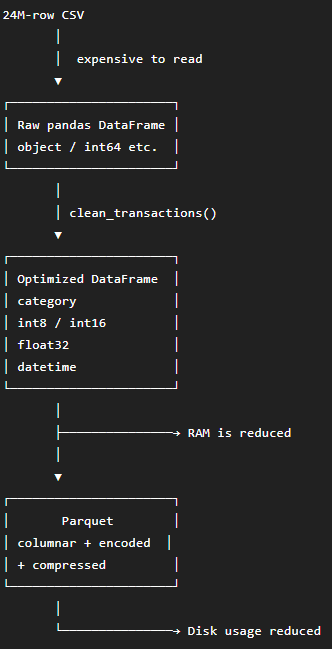 24M-row CSV
expensive to read
Raw pandas DataFrame
object / int64 etc.
clean_transactions()
Optimized DataFrame
category
int8 / int16
float32
datetime
RAM is reduced
Parquet
columnar + encoded
+ compressed
Disk usage reduced